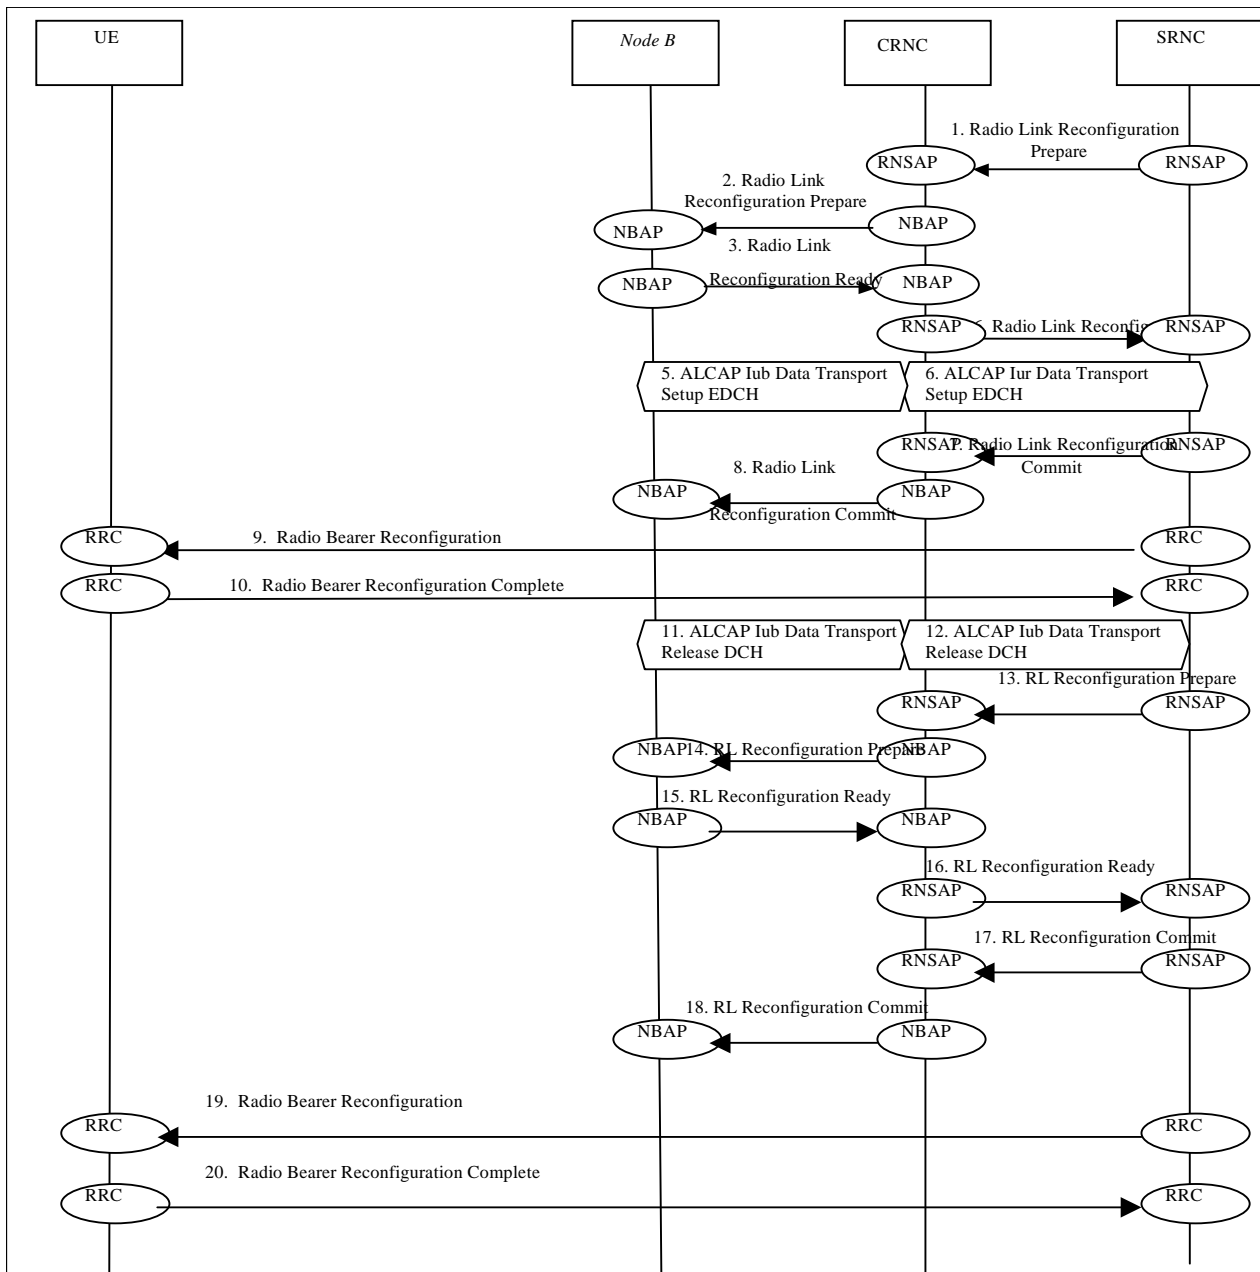 UE
Node B
CRNC
SRNC
1. Radio Link Reconfiguration
Prepare
RNSAP
RNSAP
2. Radio Link
Reconfiguration Prepare
NBAP
NBAP
3. Radio Link
Reconfiguration Ready
NBAP
NBAP
RNSAP
Radio Link Reconfig
RNSAP
5. ALCAP Iub Data Transport
Setup EDCH
6. ALCAP Iur Data Transport
Setup EDCH
RNSAP
7. Radio Link Reconfiguration
Commit
RNSAP
8. Radio Link
Reconfiguration Commit
NBAP
NBAP
RRC
9. Radio Bearer Reconfiguration
RRC
RRC
10. Radio Bearer Reconfiguration Complete
RRC
11. ALCAP Iub Data Transport
Release DCH
12. ALCAP Iub Data Transport
Release DCH
13. RL Reconfiguration Prepare
RNSAP
RNSAP
NBAP
14. RL Reconfiguration Prepare
NBAP
15. RL Reconfiguration Ready
NBAP
NBAP
16. RL Reconfiguration Ready
RNSAP
RNSAP
17. RL Reconfiguration Commit
RNSAP
RNSAP
18. RL Reconfiguration Commit
NBAP
NBAP
19. Radio Bearer Reconfiguration
RRC
RRC
20. Radio Bearer Reconfiguration Complete
RRC
RRC